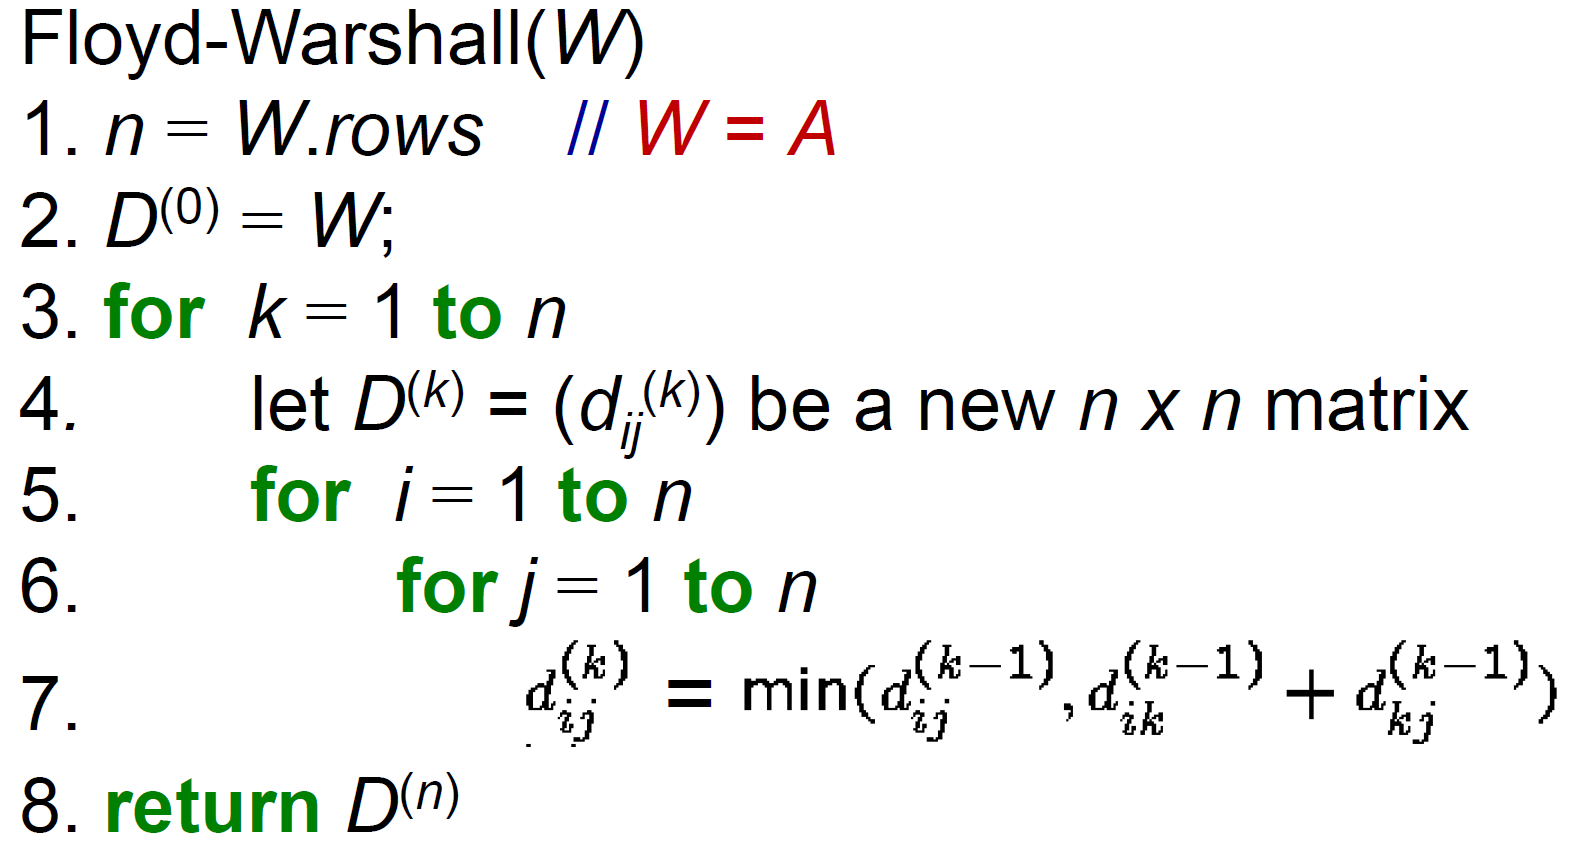 Floyd-Warshall(W)
1. n = W.rows // W = A
2. D⁽⁰⁾ = W;
3. for k = 1 to n
4. let D⁽ᵏ⁾ = (dᵢⱼ⁽ᵏ⁾) be a new n x n matrix
5. for i = 1 to n
6. for j = 1 to n
7. d_{ij}^{(k)} = min(d_{ij}^{(k-1)}, d_{ik}^{(k-1)} + d_{kj}^{(k-1)})
8. return D⁽ⁿ⁾